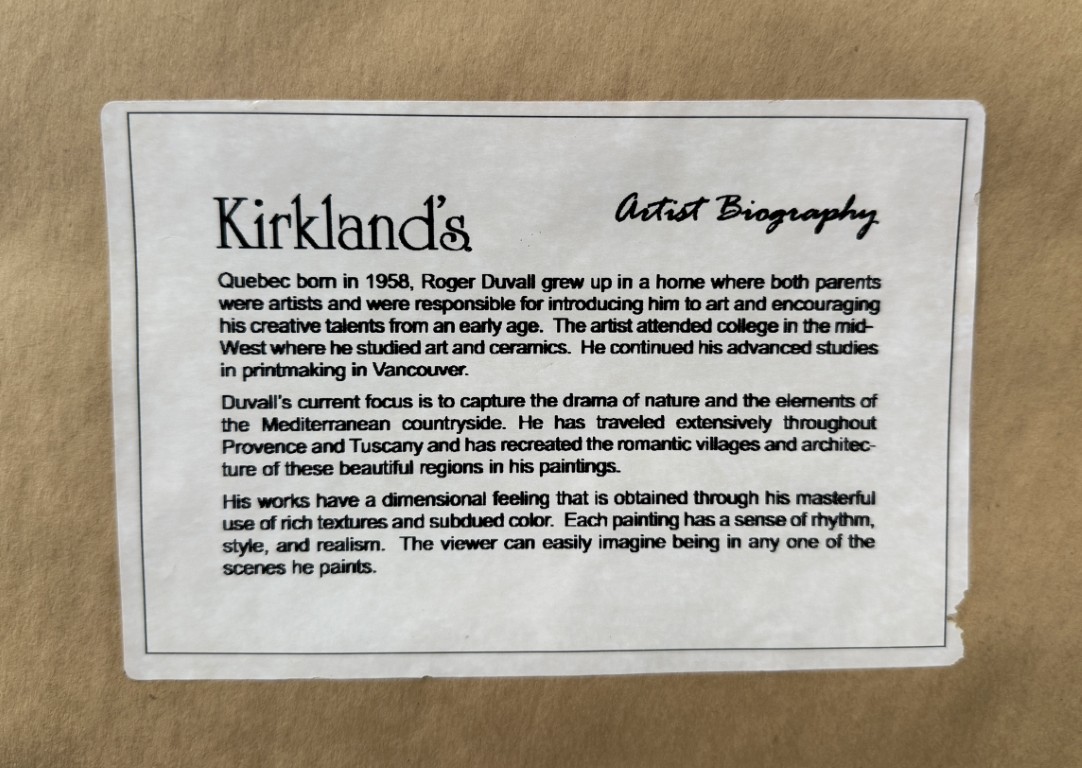 Kirkland's
Artist Biography
Quebec born in 1958, Roger Duvall grew up in a home where both parents
were artists and were responsible for introducing him to art and encouraging
his creative talents from an early age. The artist attended college in the mid-
West where he studied art and ceramics. He continued his advanced studies
in printmaking in Vancouver.
Duvall's current focus is to capture the drama of nature and the elements of
the Mediterranean countryside. He has traveled extensively throughout
Provence and Tuscany and has recreated the romantic villages and architec-
ture of these beautiful regions in his paintings.
His works have a dimensional feeling that is obtained through his masterful
use of rich textures and subdued color. Each painting has a sense of rhythm,
style, and realism. The viewer can easily imagine being in any one of the
scenes he paints.